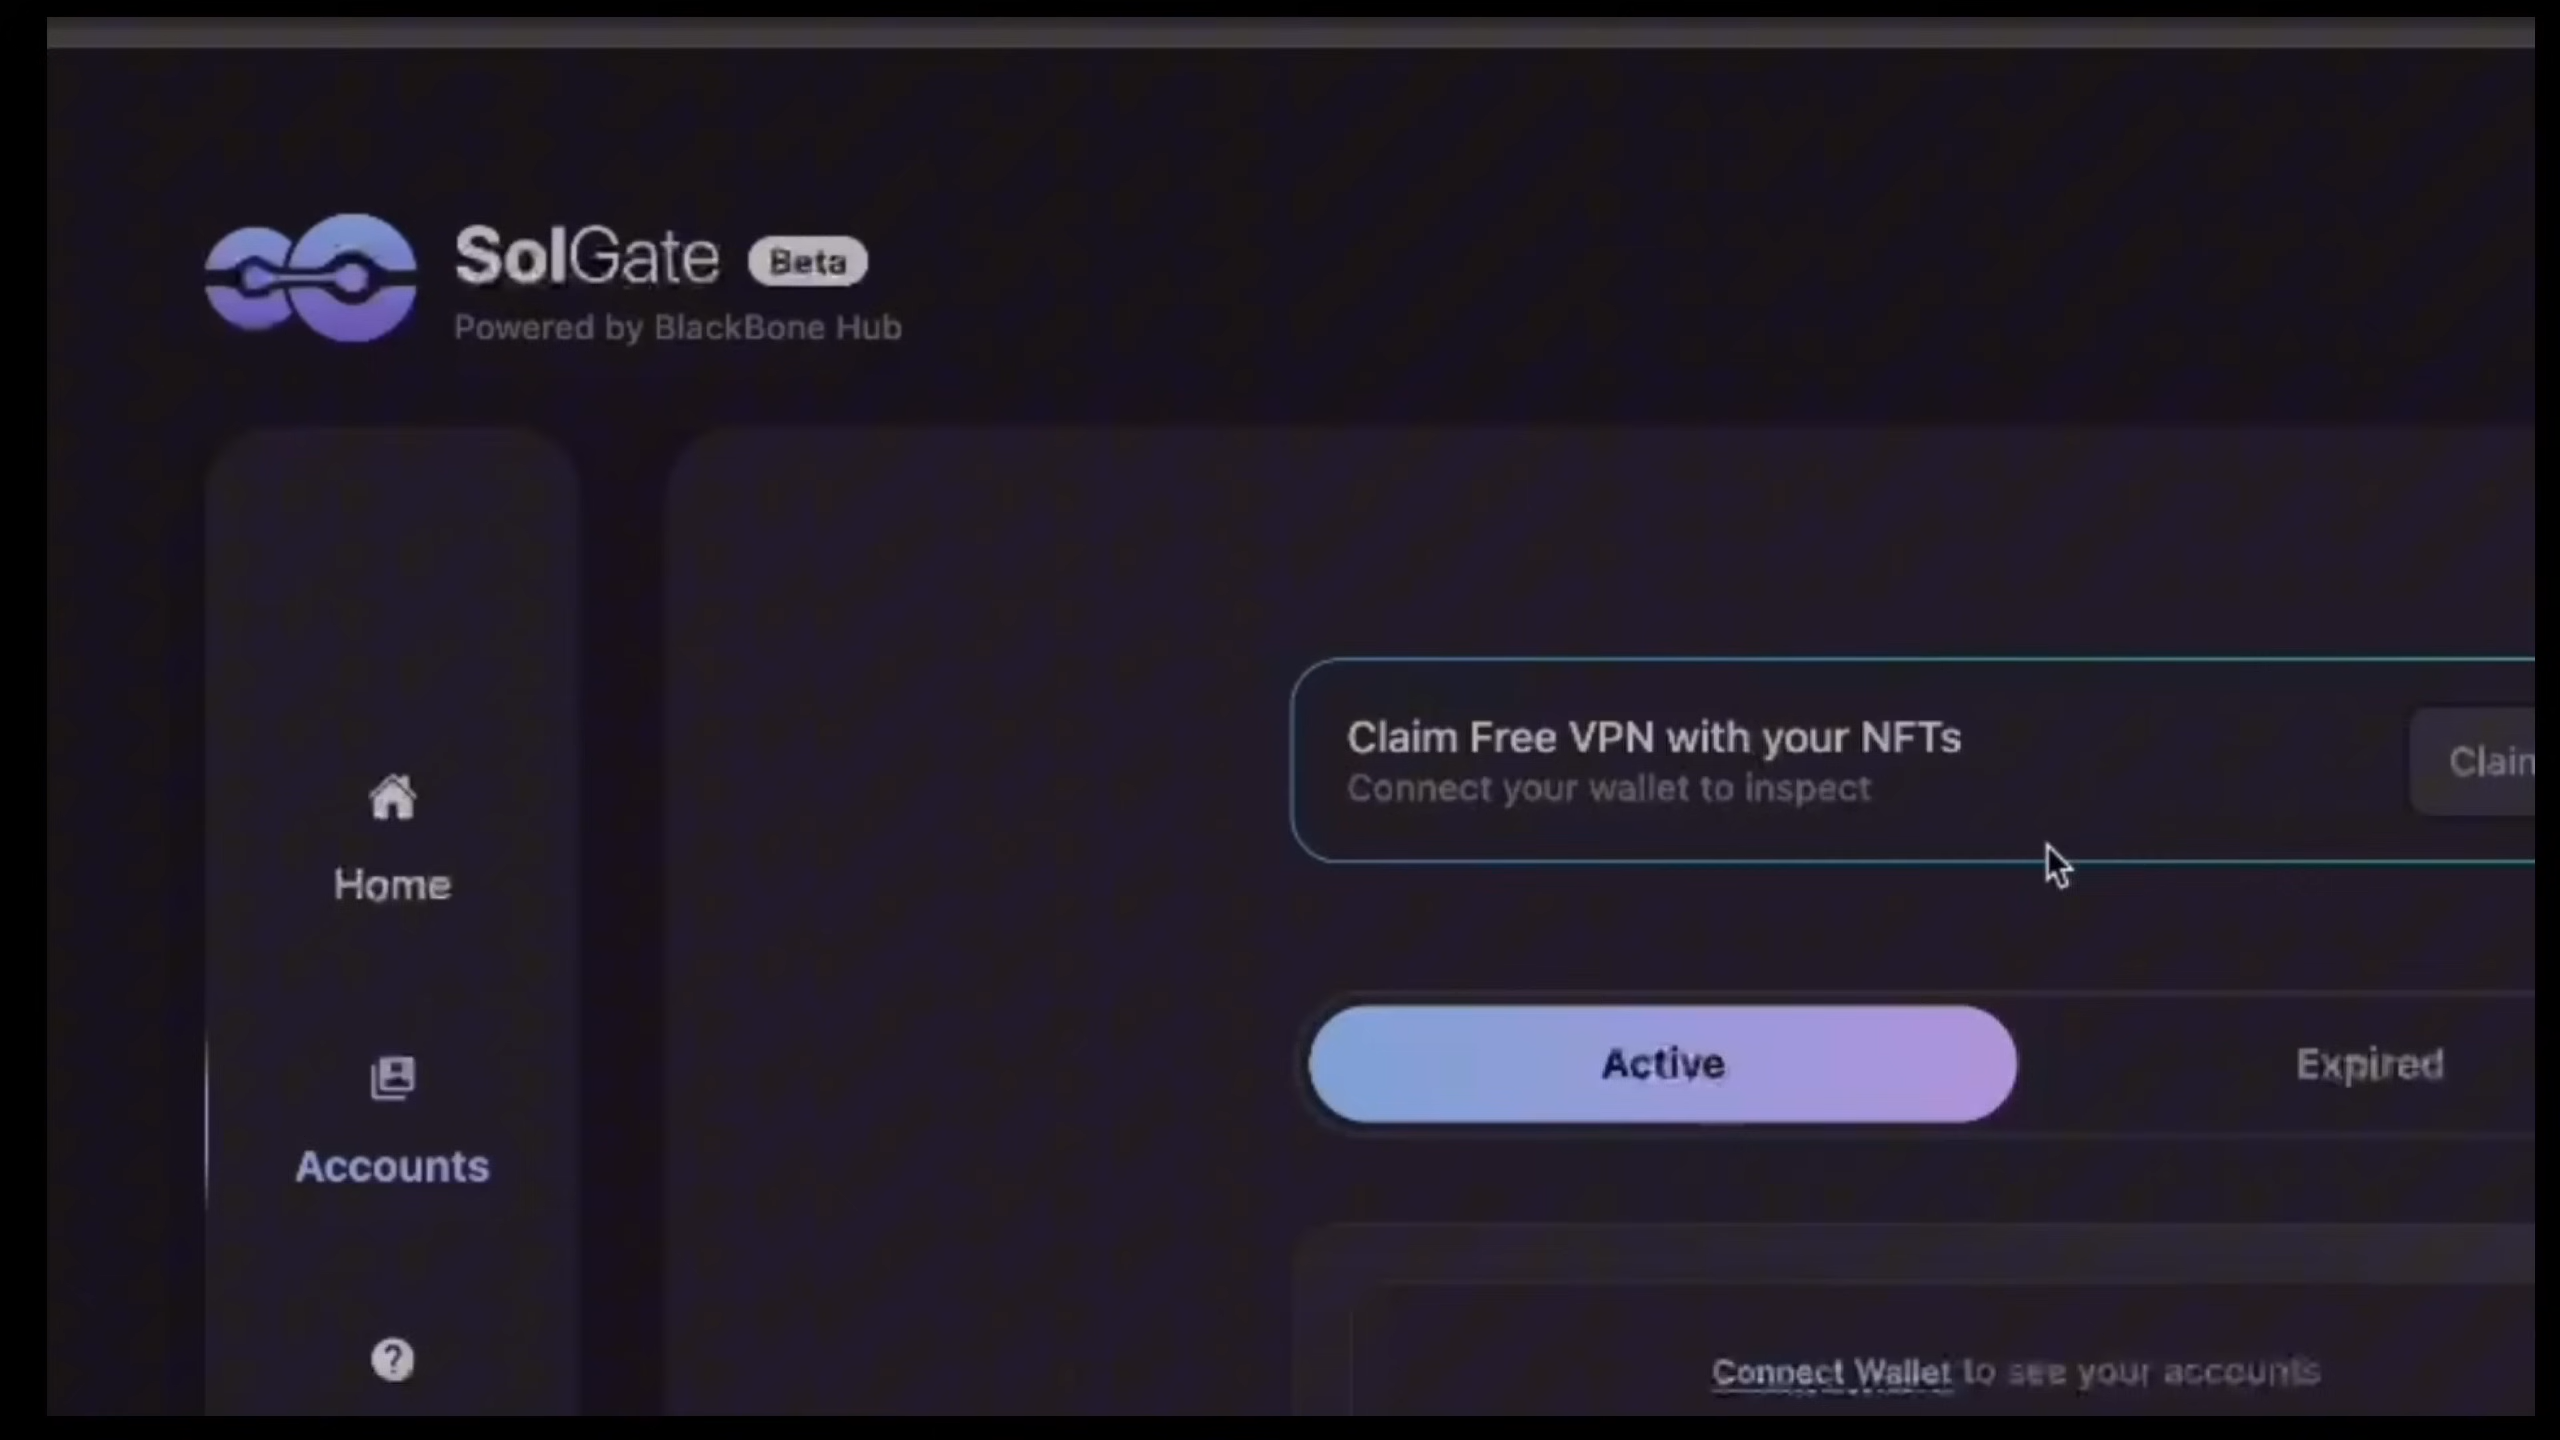 SolGate Beta
Powered by BlackBone Hub
Claim Free VPN with your NFTs
Connect your wallet to inspect
Home
Active
Expired
Accounts
Connect Wallet to see your accounts